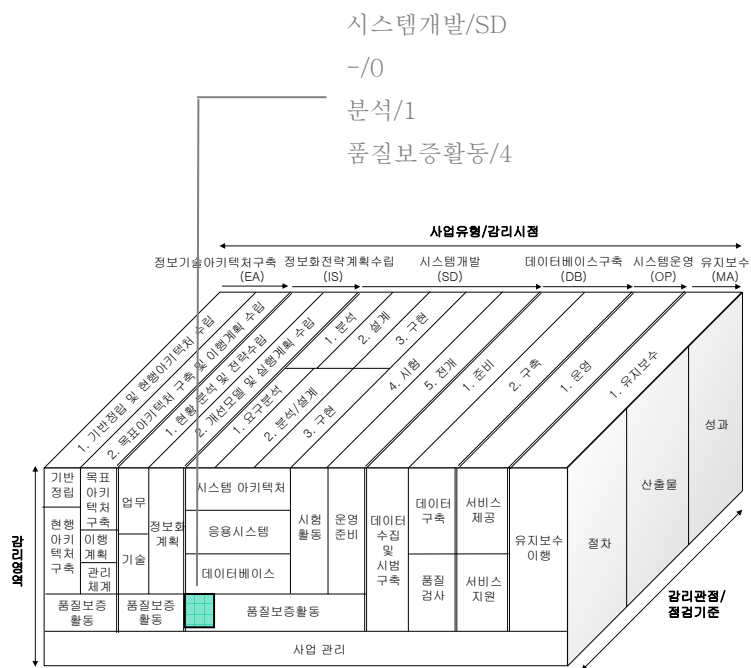 시스템개발/SD
-/0
분석/1
품질보증활동/4
사업유형/감리시점
정보기술아키텍처구축
(EA)
정보화전략계획수립
(IS)
시스템개발
(SD)
데이터베이스구축
(DB)
시스템운영
(OP)
유지보수
(MA)
1. 기반정립 및 현행아키텍처 수립
2. 목표아키텍처 구축 및 이행계획 수립
1. 현황 분석 및 전략수립
2. 개선모델 및 실행계획 수립
1. 분석
2. 설계
3. 구현
1. 요구분석
2. 분석/설계
3. 구현
4. 시험
5. 전개
1. 준비
2. 구축
1. 운영
1. 유지보수
감리영역
기반
정립
현행
아키
텍처
구축
목표
아키
텍처
구축
이행
계획
관리
체계
업무
기술
정보화
계획
시스템 아키텍처
응용시스템
데이터베이스
시험
활동
운영
준비
데이터
수집
및
시범
구축
데이터
구축
품질
검사
서비스
제공
서비스
지원
유지보수
이행
품질보증
활동
품질보증
활동
품질보증활동
사업 관리
절차
산출물
성과
감리관점/
점검기준